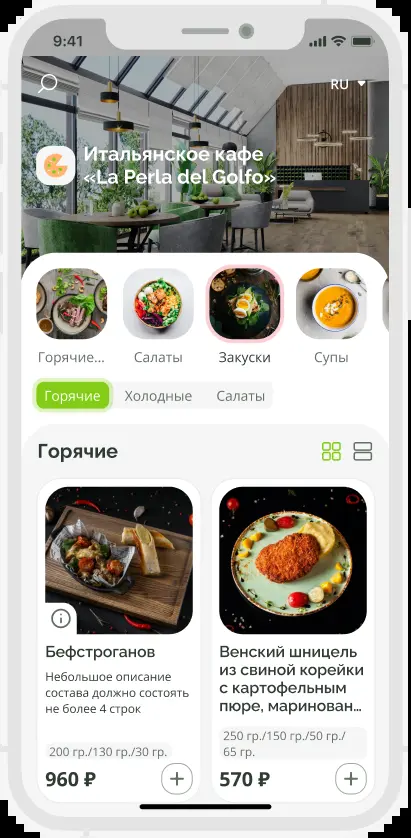 9:41
RU
Итальянское кафе
«La Perla del Golfo»
Горячие...
Салаты
Закуски
Супы
Горячие
Холодные
Салаты
Горячие
Бефстроганов
Небольшое описание
состава должно состоять
не более 4 строк
200 гр./130 гр./30 гр.
960 ₽
Венский шницель
из свиной корейки
с картофельным
пюре, маринован...
250 гр./150 гр./50 гр./
65 гр.
570 ₽